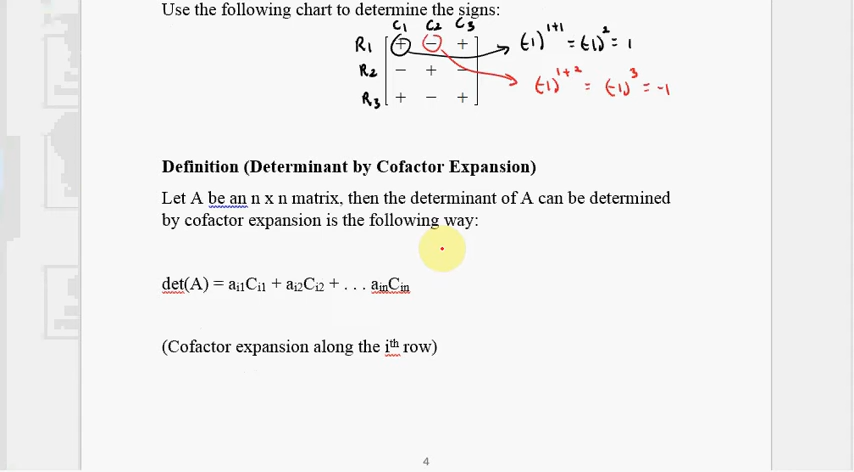 Use the following chart to determine the signs:
C1 C2 C3
R1 + − + (-1)^1+1 = (-1)^2 = 1
R2 − + −
(-1)^1+2 = (-1)^3 = -1
R3 + − +
Definition (Determinant by Cofactor Expansion)
Let A be an n x n matrix, then the determinant of A can be determined
by cofactor expansion is the following way:
det(A) = ai1Ci1 + ai2Ci2 + . . . ainCin
(Cofactor expansion along the ith row)
4